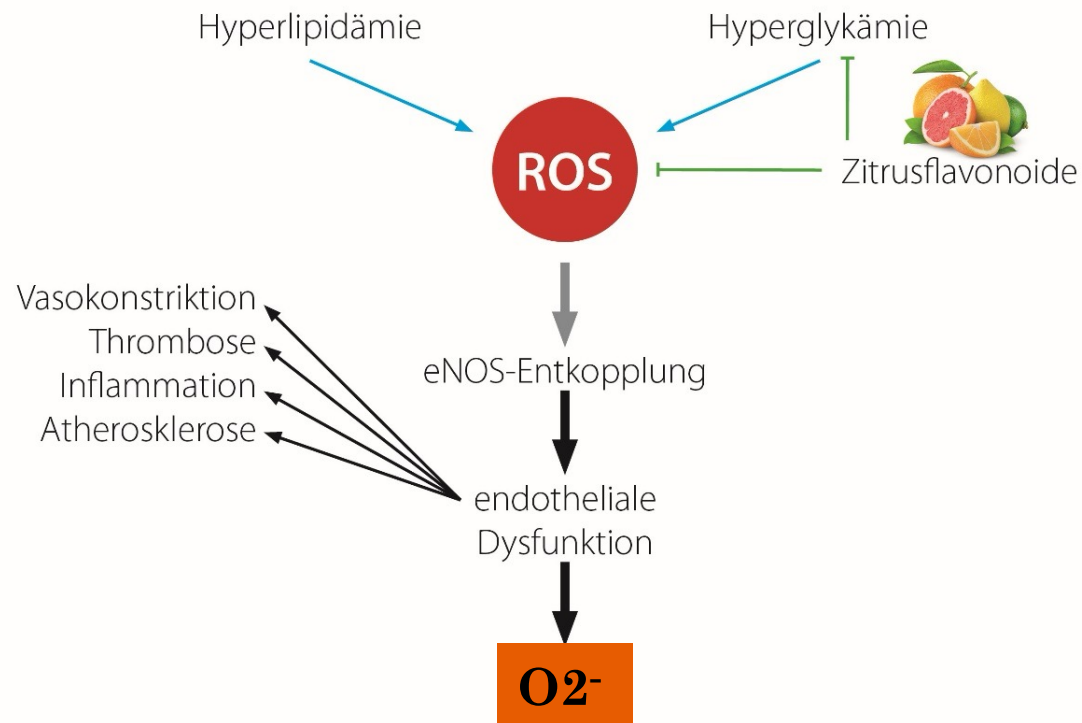 Hyperlipidämie
Hyperglykämie
ROS
Zitrusflavonoide
Vasokonstriktion
Thrombose
Inflammation
Atherosklerose
eNOS-Entkopplung
endotheliale
Dysfunktion
O2-